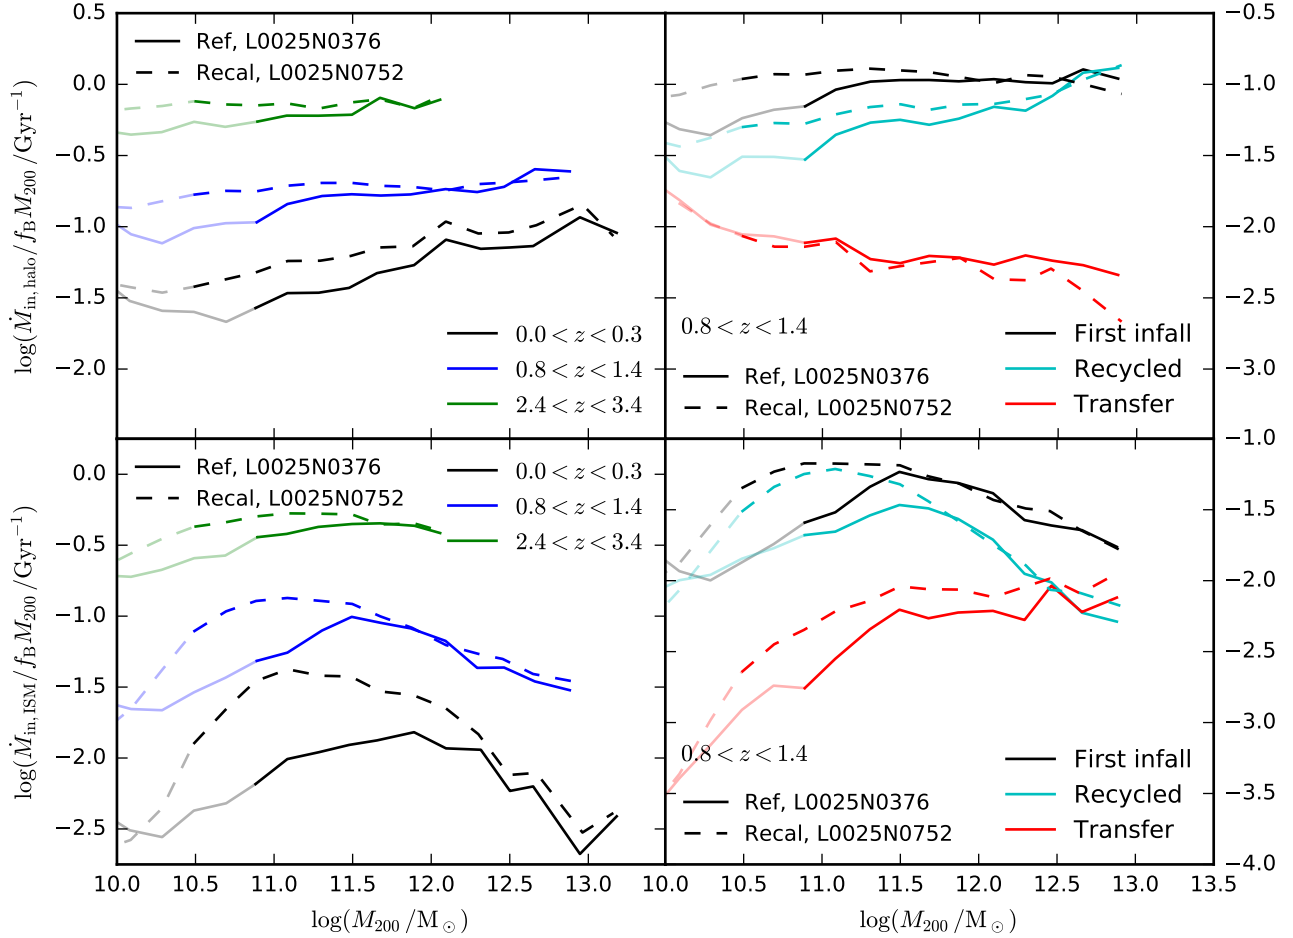 0.5
0.0
−0.5
−1.0
−1.5
−2.0
log(Ṁin,halo/fBM200/Gyr−1)
Ref, L0025N0376
Recal, L0025N0752
0.0<z<0.3
0.8<z<1.4
2.4<z<3.4
−0.5
−1.0
−1.5
−2.0
−2.5
−3.0
−3.5
−1.0
0.8<z<1.4
Ref, L0025N0376
Recal, L0025N0752
First infall
Recycled
Transfer
0.0
−0.5
−1.0
−1.5
−2.0
−2.5
log(Ṁin,ISM/fBM200/Gyr−1)
Ref, L0025N0376
Recal, L0025N0752
0.0<z<0.3
0.8<z<1.4
2.4<z<3.4
10.0 10.5 11.0 11.5 12.0 12.5 13.0
log(M200/M⊙)
−1.5
−2.0
−2.5
−3.0
−3.5
−4.0
0.8<z<1.4
Ref, L0025N0376
Recal, L0025N0752
First infall
Recycled
Transfer
10.0 10.5 11.0 11.5 12.0 12.5 13.0 13.5
log(M200/M⊙)